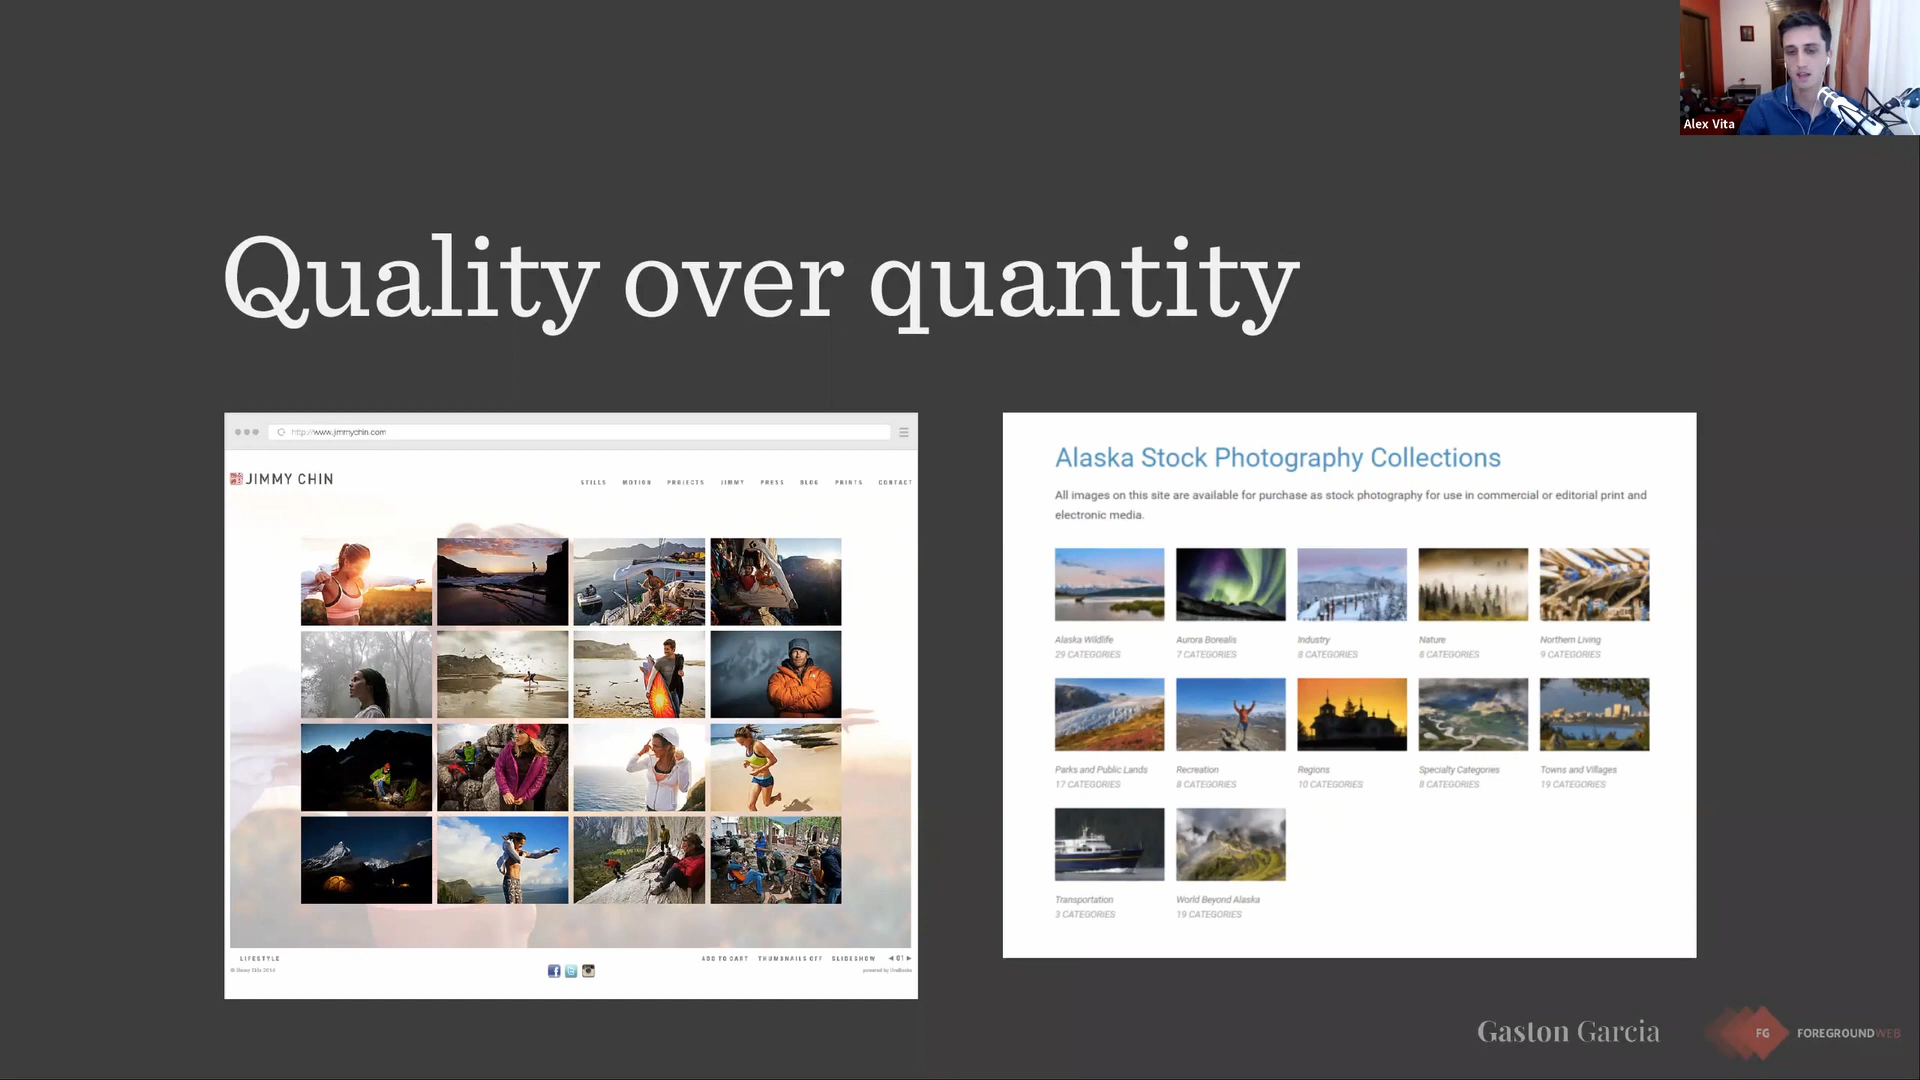 Alex Vita
Quality over quantity
http://www.jimmychin.com
JIMMY CHIN
STILLS MOTION PROJECTS JIMMY PRESS BLOG PRINTS CONTACT
LIFESTYLE
ADD TO CART THUMBNAILS OFF SLIDESHOW
Alaska Stock Photography Collections
All images on this site are available for purchase as stock photography for use in commercial or editorial print and
electronic media.
Alaska Wildlife Aurora Borealis Industry Nature Northern Living
29 CATEGORIES 7 CATEGORIES 8 CATEGORIES 8 CATEGORIES 9 CATEGORIES
Parks and Public Lands Recreation Regions Specialty Categories Towns and Villages
17 CATEGORIES 8 CATEGORIES 10 CATEGORIES 8 CATEGORIES 19 CATEGORIES
Transportation World Beyond Alaska
3 CATEGORIES 19 CATEGORIES
Gaston Garcia
FG FOREGROUNDWEB